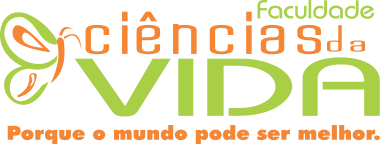 Faculdade
ciências da
VIDA
Porque o mundo pode ser melhor.